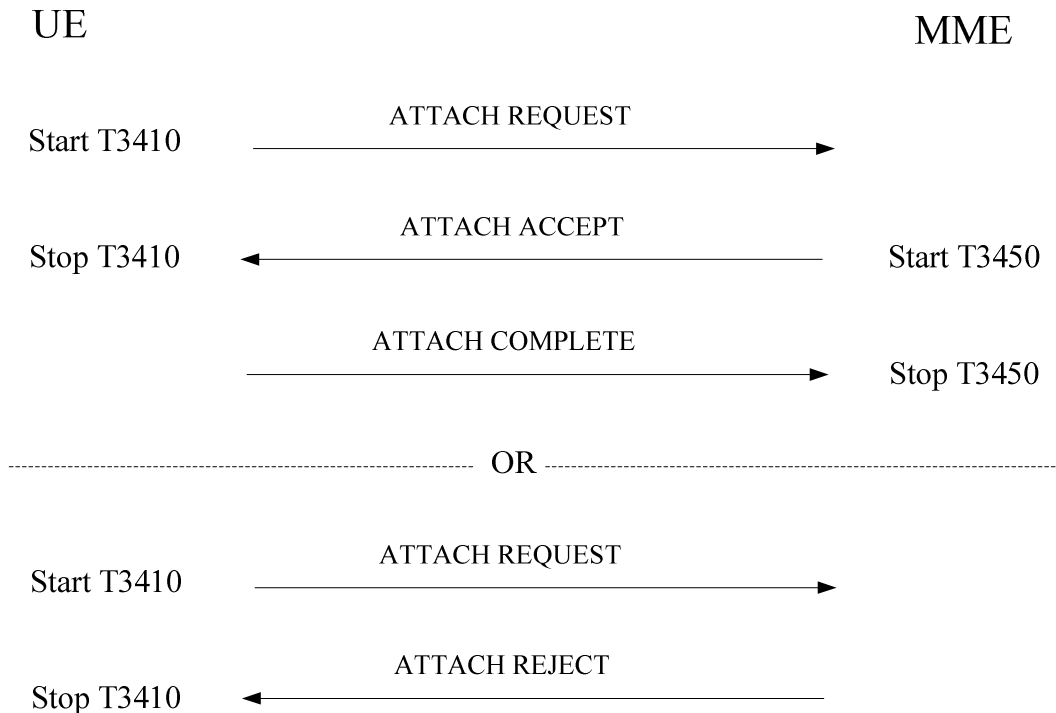 UE
MME
ATTACH REQUEST
Start T3410
ATTACH ACCEPT
Stop T3410
Start T3450
ATTACH COMPLETE
Stop T3450
OR
ATTACH REQUEST
Start T3410
ATTACH REJECT
Stop T3410